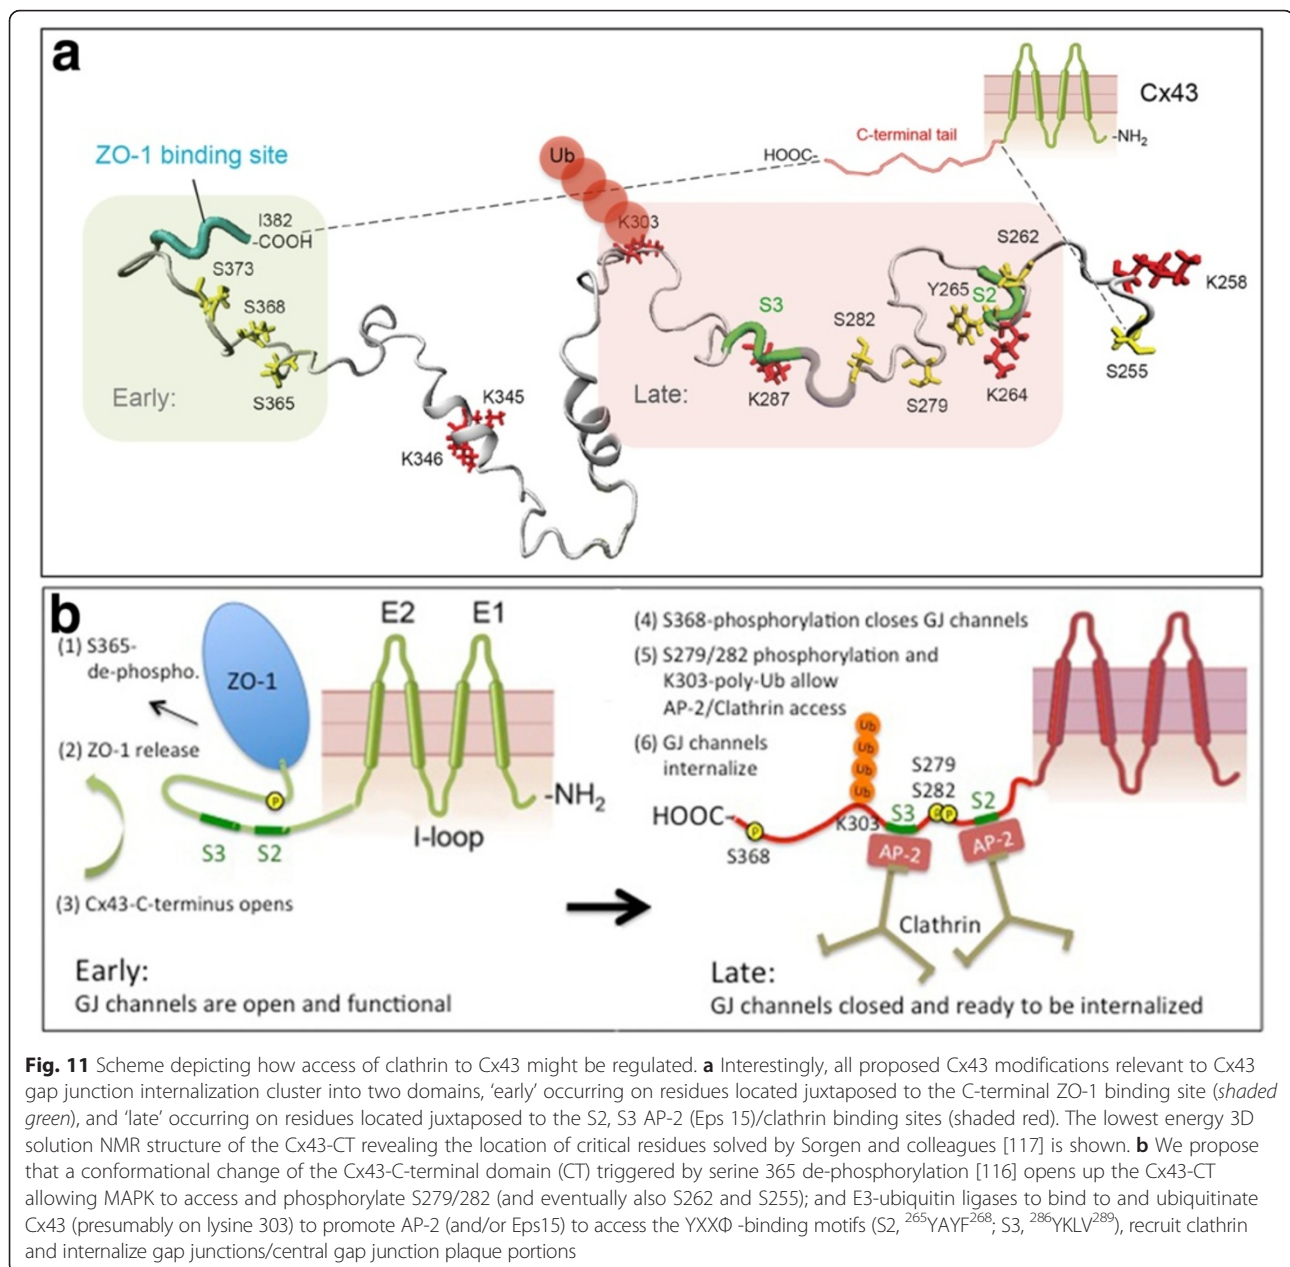 a
Cx43
C-terminal tail
-NH2
HOOC-
ZO-1 binding site
Ub
I382
-COOH
K303
S262
S373
Y265
S2
K258
S368
S3
S282
S255
Early:
S365
K345
Late:
K287
S279
K264
K346
b
E2
E1
(1) S365-
de-phospho.
ZO-1
(2) ZO-1 release
P
-NH2
I-loop
S3
S2
(3) Cx43-C-terminus opens
Early:
GJ channels are open and functional
(4) S368-phosphorylation closes GJ channels
(5) S279/282 phosphorylation and
K303-poly-Ub allow
AP-2/Clathrin access
(6) GJ channels
internalize
Ub
Ub
Ub
Ub
S279
S282
HOOC-
P
S368
K303
S3
P
P
S2
AP-2
AP-2
Clathrin
Late:
GJ channels closed and ready to be internalized
Fig. 11 Scheme depicting how access of clathrin to Cx43 might be regulated. a Interestingly, all proposed Cx43 modifications relevant to Cx43
gap junction internalization cluster into two domains, ‘early’ occurring on residues located juxtaposed to the C-terminal ZO-1 binding site (shaded
green), and ‘late’ occurring on residues located juxtaposed to the S2, S3 AP-2 (Eps 15)/clathrin binding sites (shaded red). The lowest energy 3D
solution NMR structure of the Cx43-CT revealing the location of critical residues solved by Sorgen and colleagues [117] is shown. b We propose
that a conformational change of the Cx43-C-terminal domain (CT) triggered by serine 365 de-phosphorylation [116] opens up the Cx43-CT
allowing MAPK to access and phosphorylate S279/282 (and eventually also S262 and S255); and E3-ubiquitin ligases to bind to and ubiquitinate
Cx43 (presumably on lysine 303) to promote AP-2 (and/or Eps15) to access the YXXΦ -binding motifs (S2, 265YAYF268; S3, 286YKLV289), recruit clathrin
and internalize gap junctions/central gap junction plaque portions